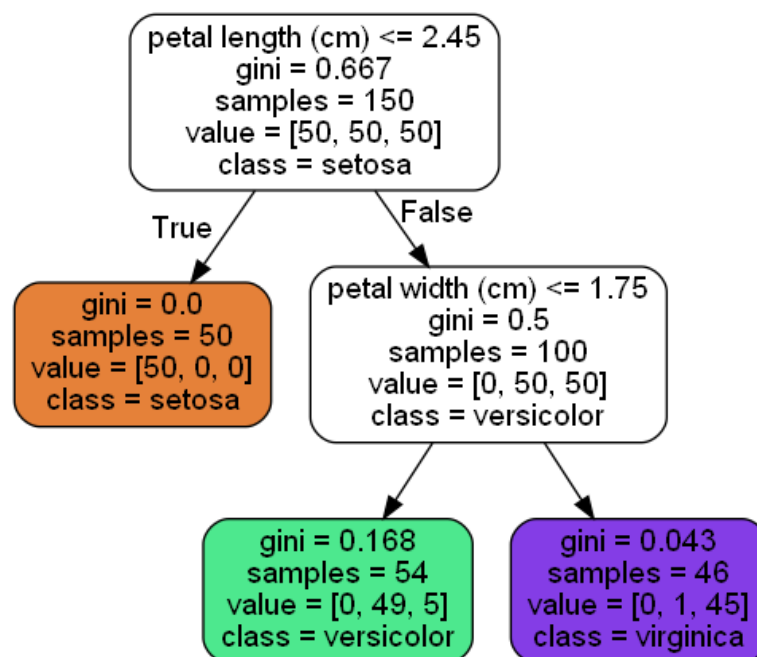 petal length (cm) <= 2.45
gini = 0.667
samples = 150
value = [50, 50, 50]
class = setosa
True
False
gini = 0.0
samples = 50
value = [50, 0, 0]
class = setosa
petal width (cm) <= 1.75
gini = 0.5
samples = 100
value = [0, 50, 50]
class = versicolor
gini = 0.168
samples = 54
value = [0, 49, 5]
class = versicolor
gini = 0.043
samples = 46
value = [0, 1, 45]
class = virginica